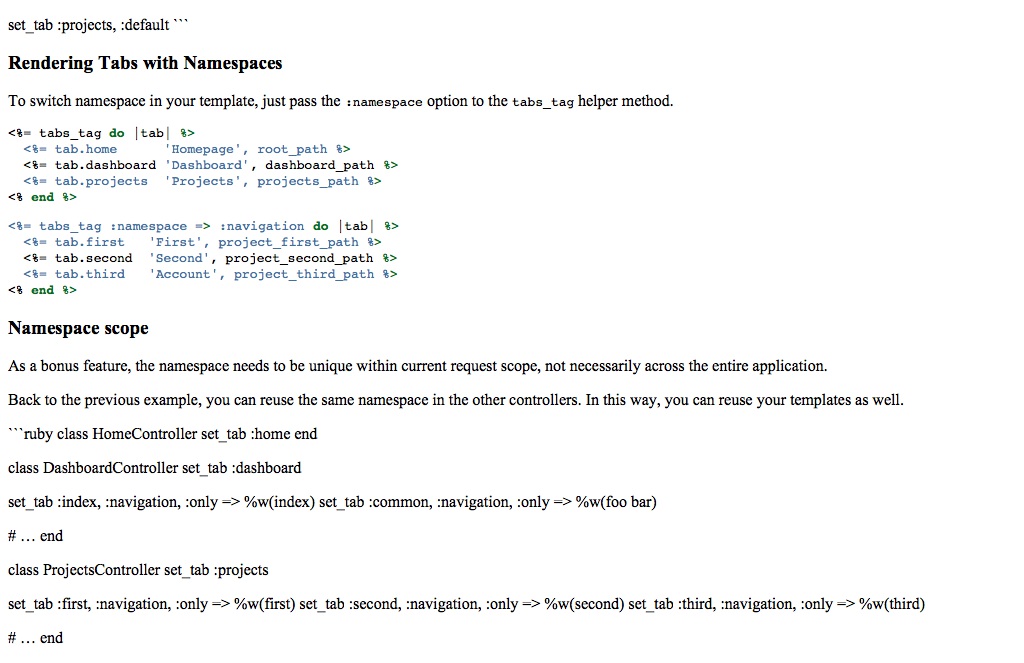 set_tab :projects, :default ```
Rendering Tabs with Namespaces
To switch namespace in your template, just pass the :namespace option to the tabs_tag helper method.
<%= tabs_tag do |tab| %>
  <%= tab.home      'Homepage', root_path %>
  <%= tab.dashboard 'Dashboard', dashboard_path %>
  <%= tab.projects  'Projects', projects_path %>
<% end %>
<%= tabs_tag :namespace => :navigation do |tab| %>
  <%= tab.first   'First', project_first_path %>
  <%= tab.second  'Second', project_second_path %>
  <%= tab.third   'Account', project_third_path %>
<% end %>
Namespace scope
As a bonus feature, the namespace needs to be unique within current request scope, not necessarily across the entire application.
Back to the previous example, you can reuse the same namespace in the other controllers. In this way, you can reuse your templates as well.
```ruby class HomeController set_tab :home end
class DashboardController set_tab :dashboard
set_tab :index, :navigation, :only => %w(index) set_tab :common, :navigation, :only => %w(foo bar)
# … end
class ProjectsController set_tab :projects
set_tab :first, :navigation, :only => %w(first) set_tab :second, :navigation, :only => %w(second) set_tab :third, :navigation, :only => %w(third)
# … end